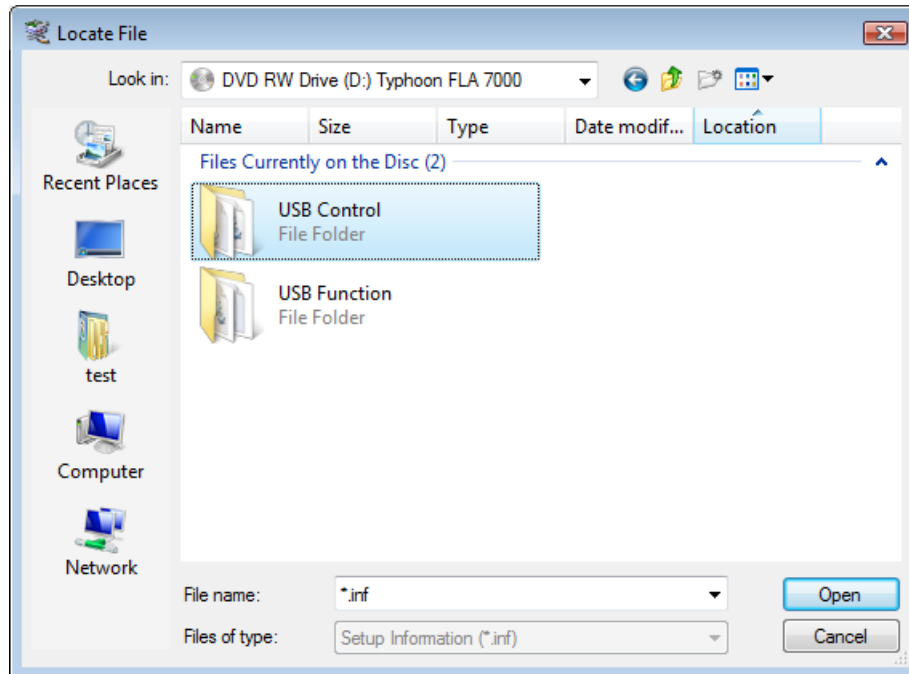 Locate File
Look in: DVD RW Drive (D:) Typhoon FLA 7000
Name Size Type Date modif... Location
Files Currently on the Disc (2)
USB Control
File Folder
USB Function
File Folder
Recent Places
Desktop
test
Computer
Network
File name: *.inf Open
Files of type: Setup Information (*.inf) Cancel